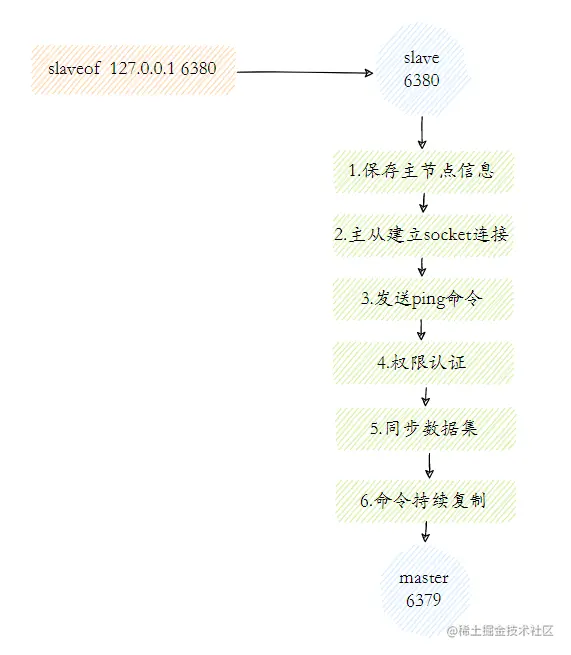 slaveof 127.0.0.1 6380
slave
6380
1.保存主节点信息
2.主从建立socket连接
3.发送ping命令
4.权限认证
5.同步数据集
6.命令持续复制
master
6379
@稀土掘金技术社区